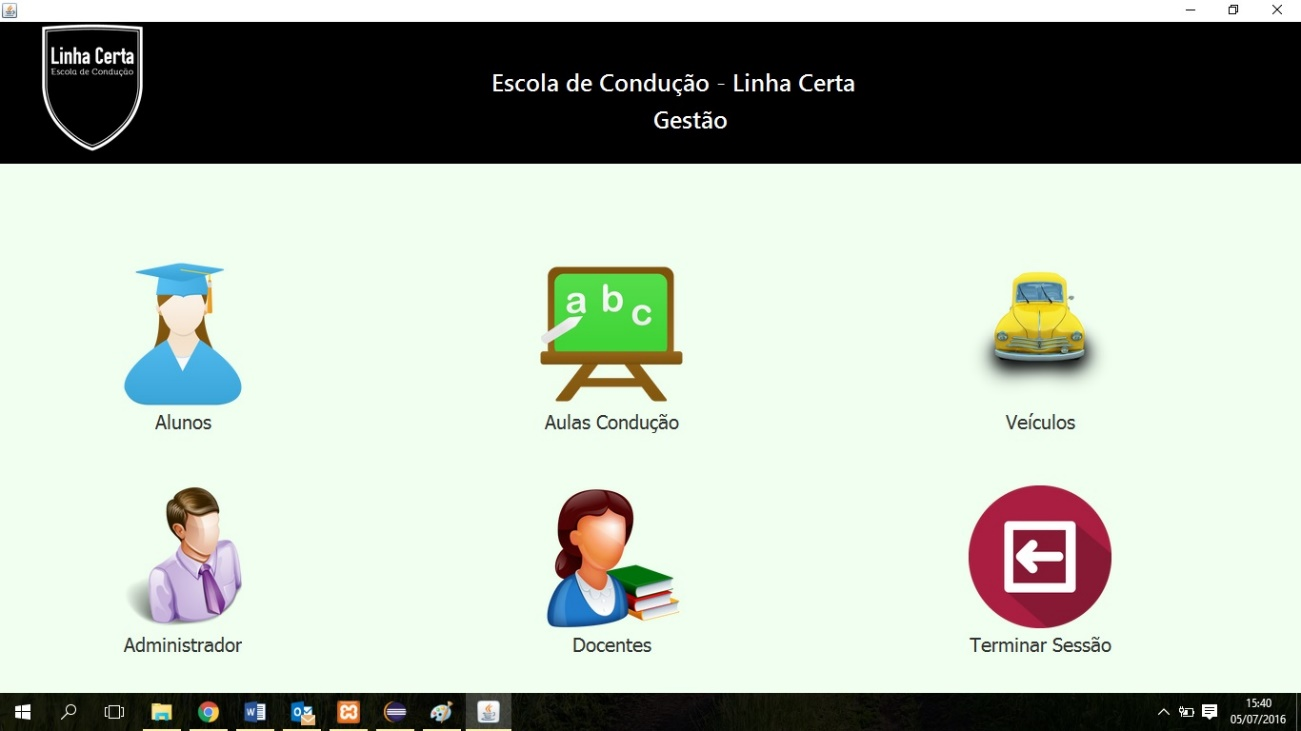 Linha Certa
Escola de Condução
Escola de Condução - Linha Certa
Gestão
a b c
Alunos
Aulas Condução
Veículos
Administrador
Docentes
Terminar Sessão
15:40
05/07/2016